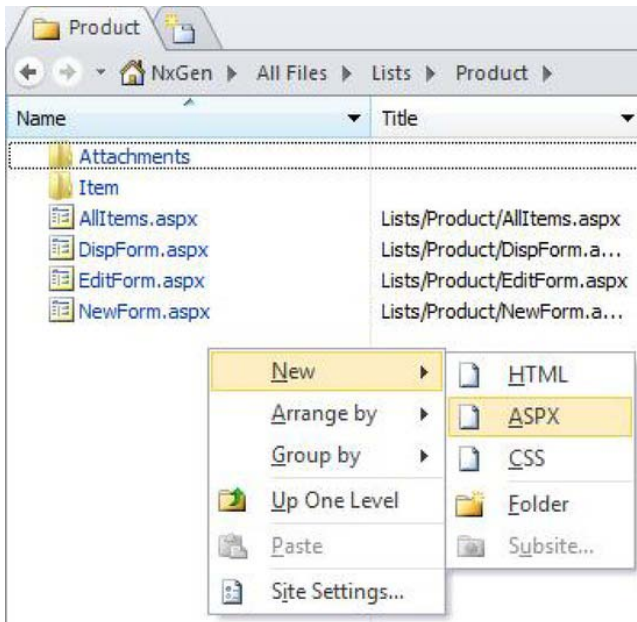 Product
NxGen All Files Lists Product
Name Title
Attachments
Item
AllItems.aspx Lists/Product/AllItems.aspx
DispForm.aspx Lists/Product/DispForm.a...
EditForm.aspx Lists/Product/EditForm.aspx
NewForm.aspx Lists/Product/NewForm.a...
New HTML
Arrange by ASPX
Group by CSS
Up One Level Folder
Paste Subsite...
Site Settings...